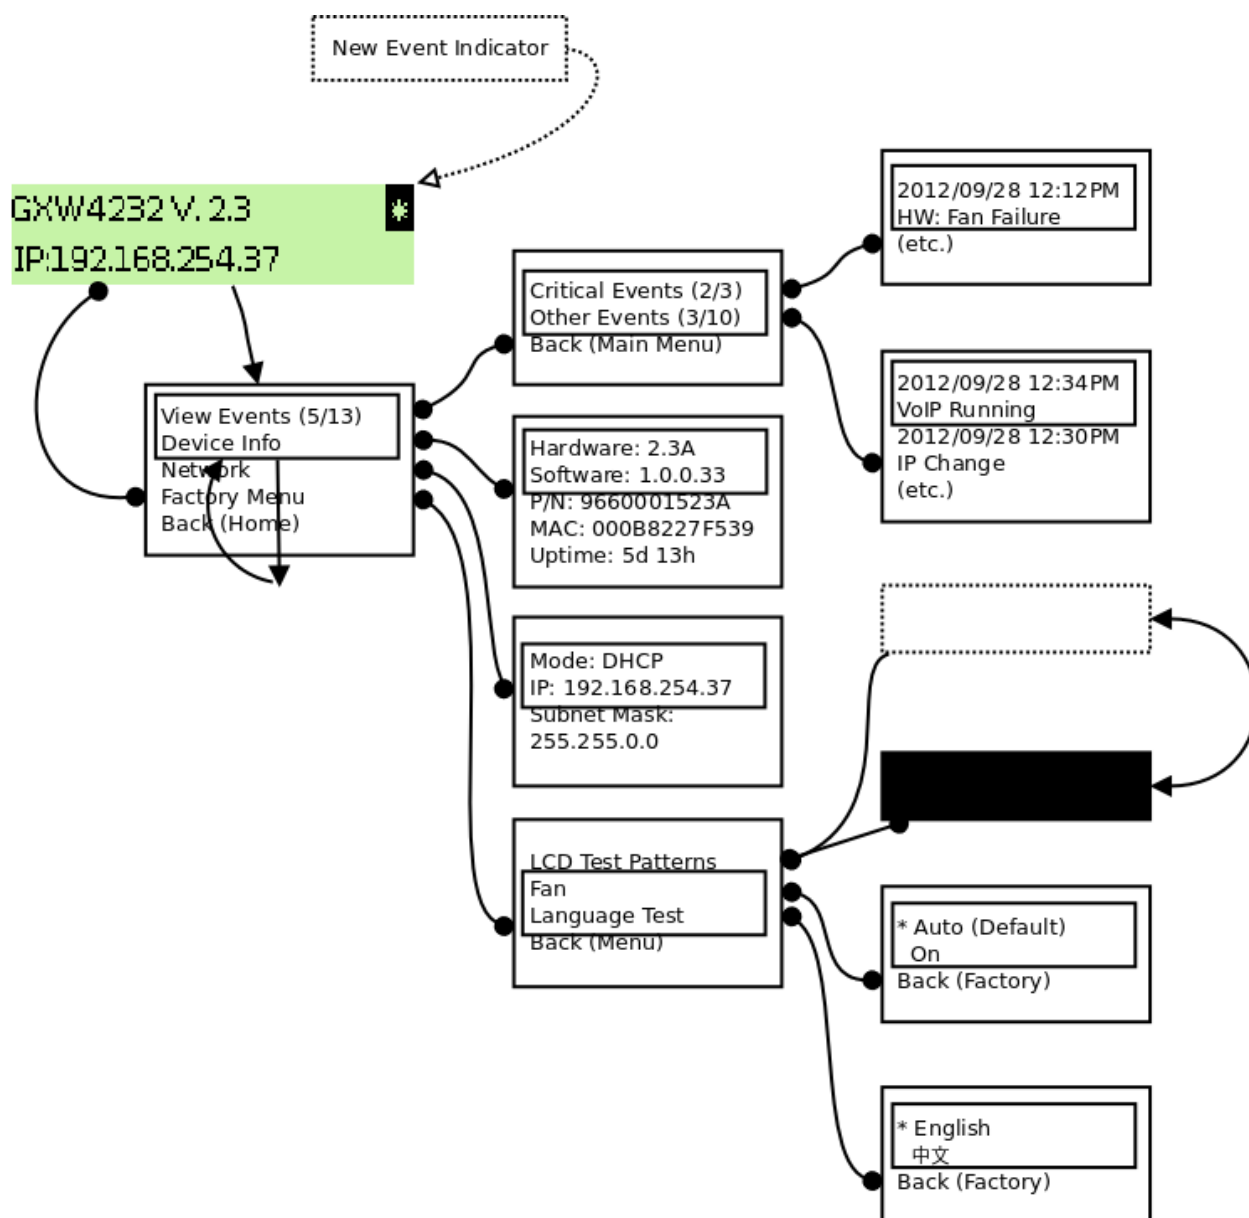 New Event Indicator
GXW4232 V. 2.3 *
IP:192.168.254.37
View Events (5/13)
Device Info
Network
Factory Menu
Back (Home)
Critical Events (2/3)
Other Events (3/10)
Back (Main Menu)
Hardware: 2.3A
Software: 1.0.0.33
P/N: 9660001523A
MAC: 000B8227F539
Uptime: 5d 13h
Mode: DHCP
IP: 192.168.254.37
Subnet Mask:
255.255.0.0
LCD Test Patterns
Fan
Language Test
Back (Menu)
2012/09/28 12:12PM
HW: Fan Failure
(etc.)
2012/09/28 12:34PM
VoIP Running
2012/09/28 12:30PM
IP Change
(etc.)
* Auto (Default)
On
Back (Factory)
* English
中文
Back (Factory)